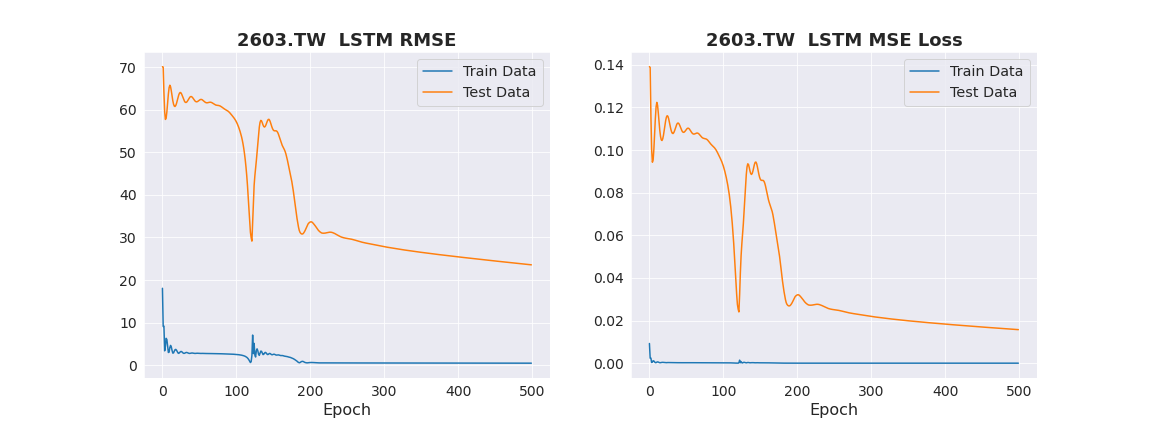 2603.TW  LSTM RMSE
Train Data
Test Data
70
60
50
40
30
20
10
0
0 100 200 300 400 500
Epoch
2603.TW  LSTM MSE Loss
Train Data
Test Data
0.14
0.12
0.10
0.08
0.06
0.04
0.02
0.00
0 100 200 300 400 500
Epoch